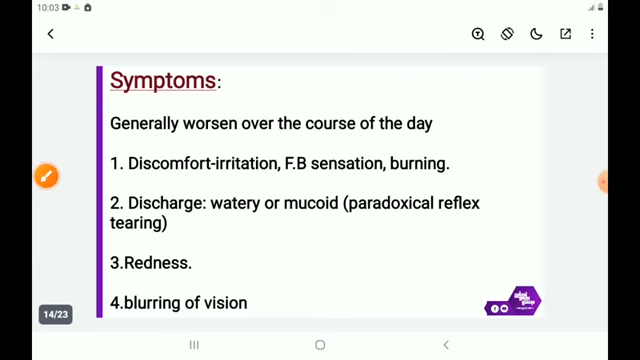 10:03
Symptoms:
Generally worsen over the course of the day
1. Discomfort-irritation, F.B sensation, burning.
2. Discharge: watery or mucoid (paradoxical reflex
tearing)
3.Redness.
4.blurring of vision
14/23